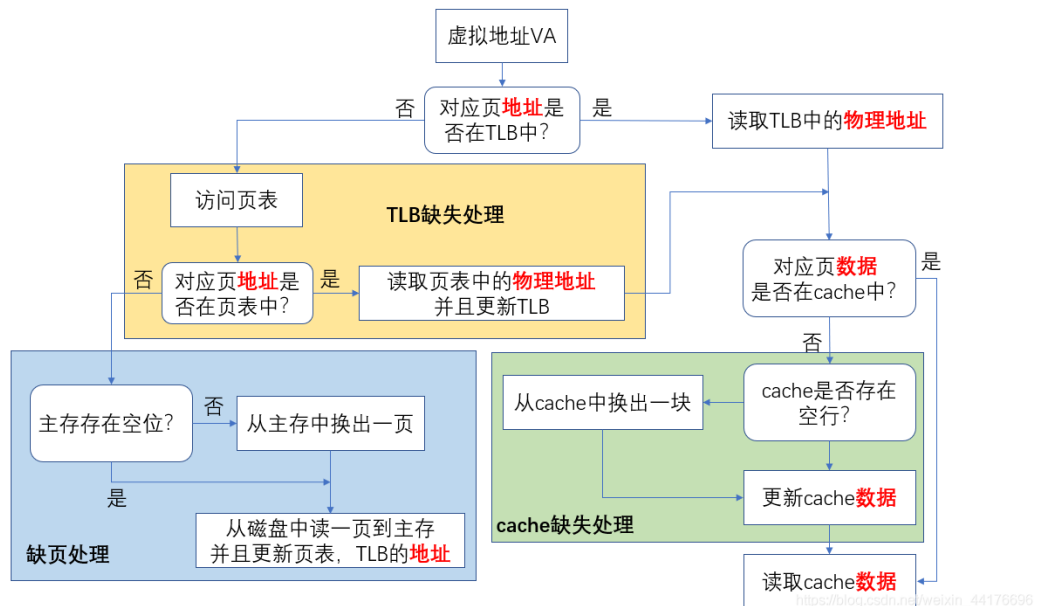 虚拟地址VA
否
对应页地址是
否在TLB中？
是
读取TLB中的物理地址
访问页表
TLB缺失处理
否
对应页地址是
否在页表中？
是
读取页表中的物理地址
并且更新TLB
对应页数据
是否在cache中？
是
否
主存存在空位？
否
从主存中换出一页
是
从磁盘中读一页到主存
并且更新页表，TLB的地址
缺页处理
从cache中换出一块
cache是否存在
空行？
更新cache数据
cache缺失处理
读取cache数据
https://blog.csdn.net/weixin_44176696